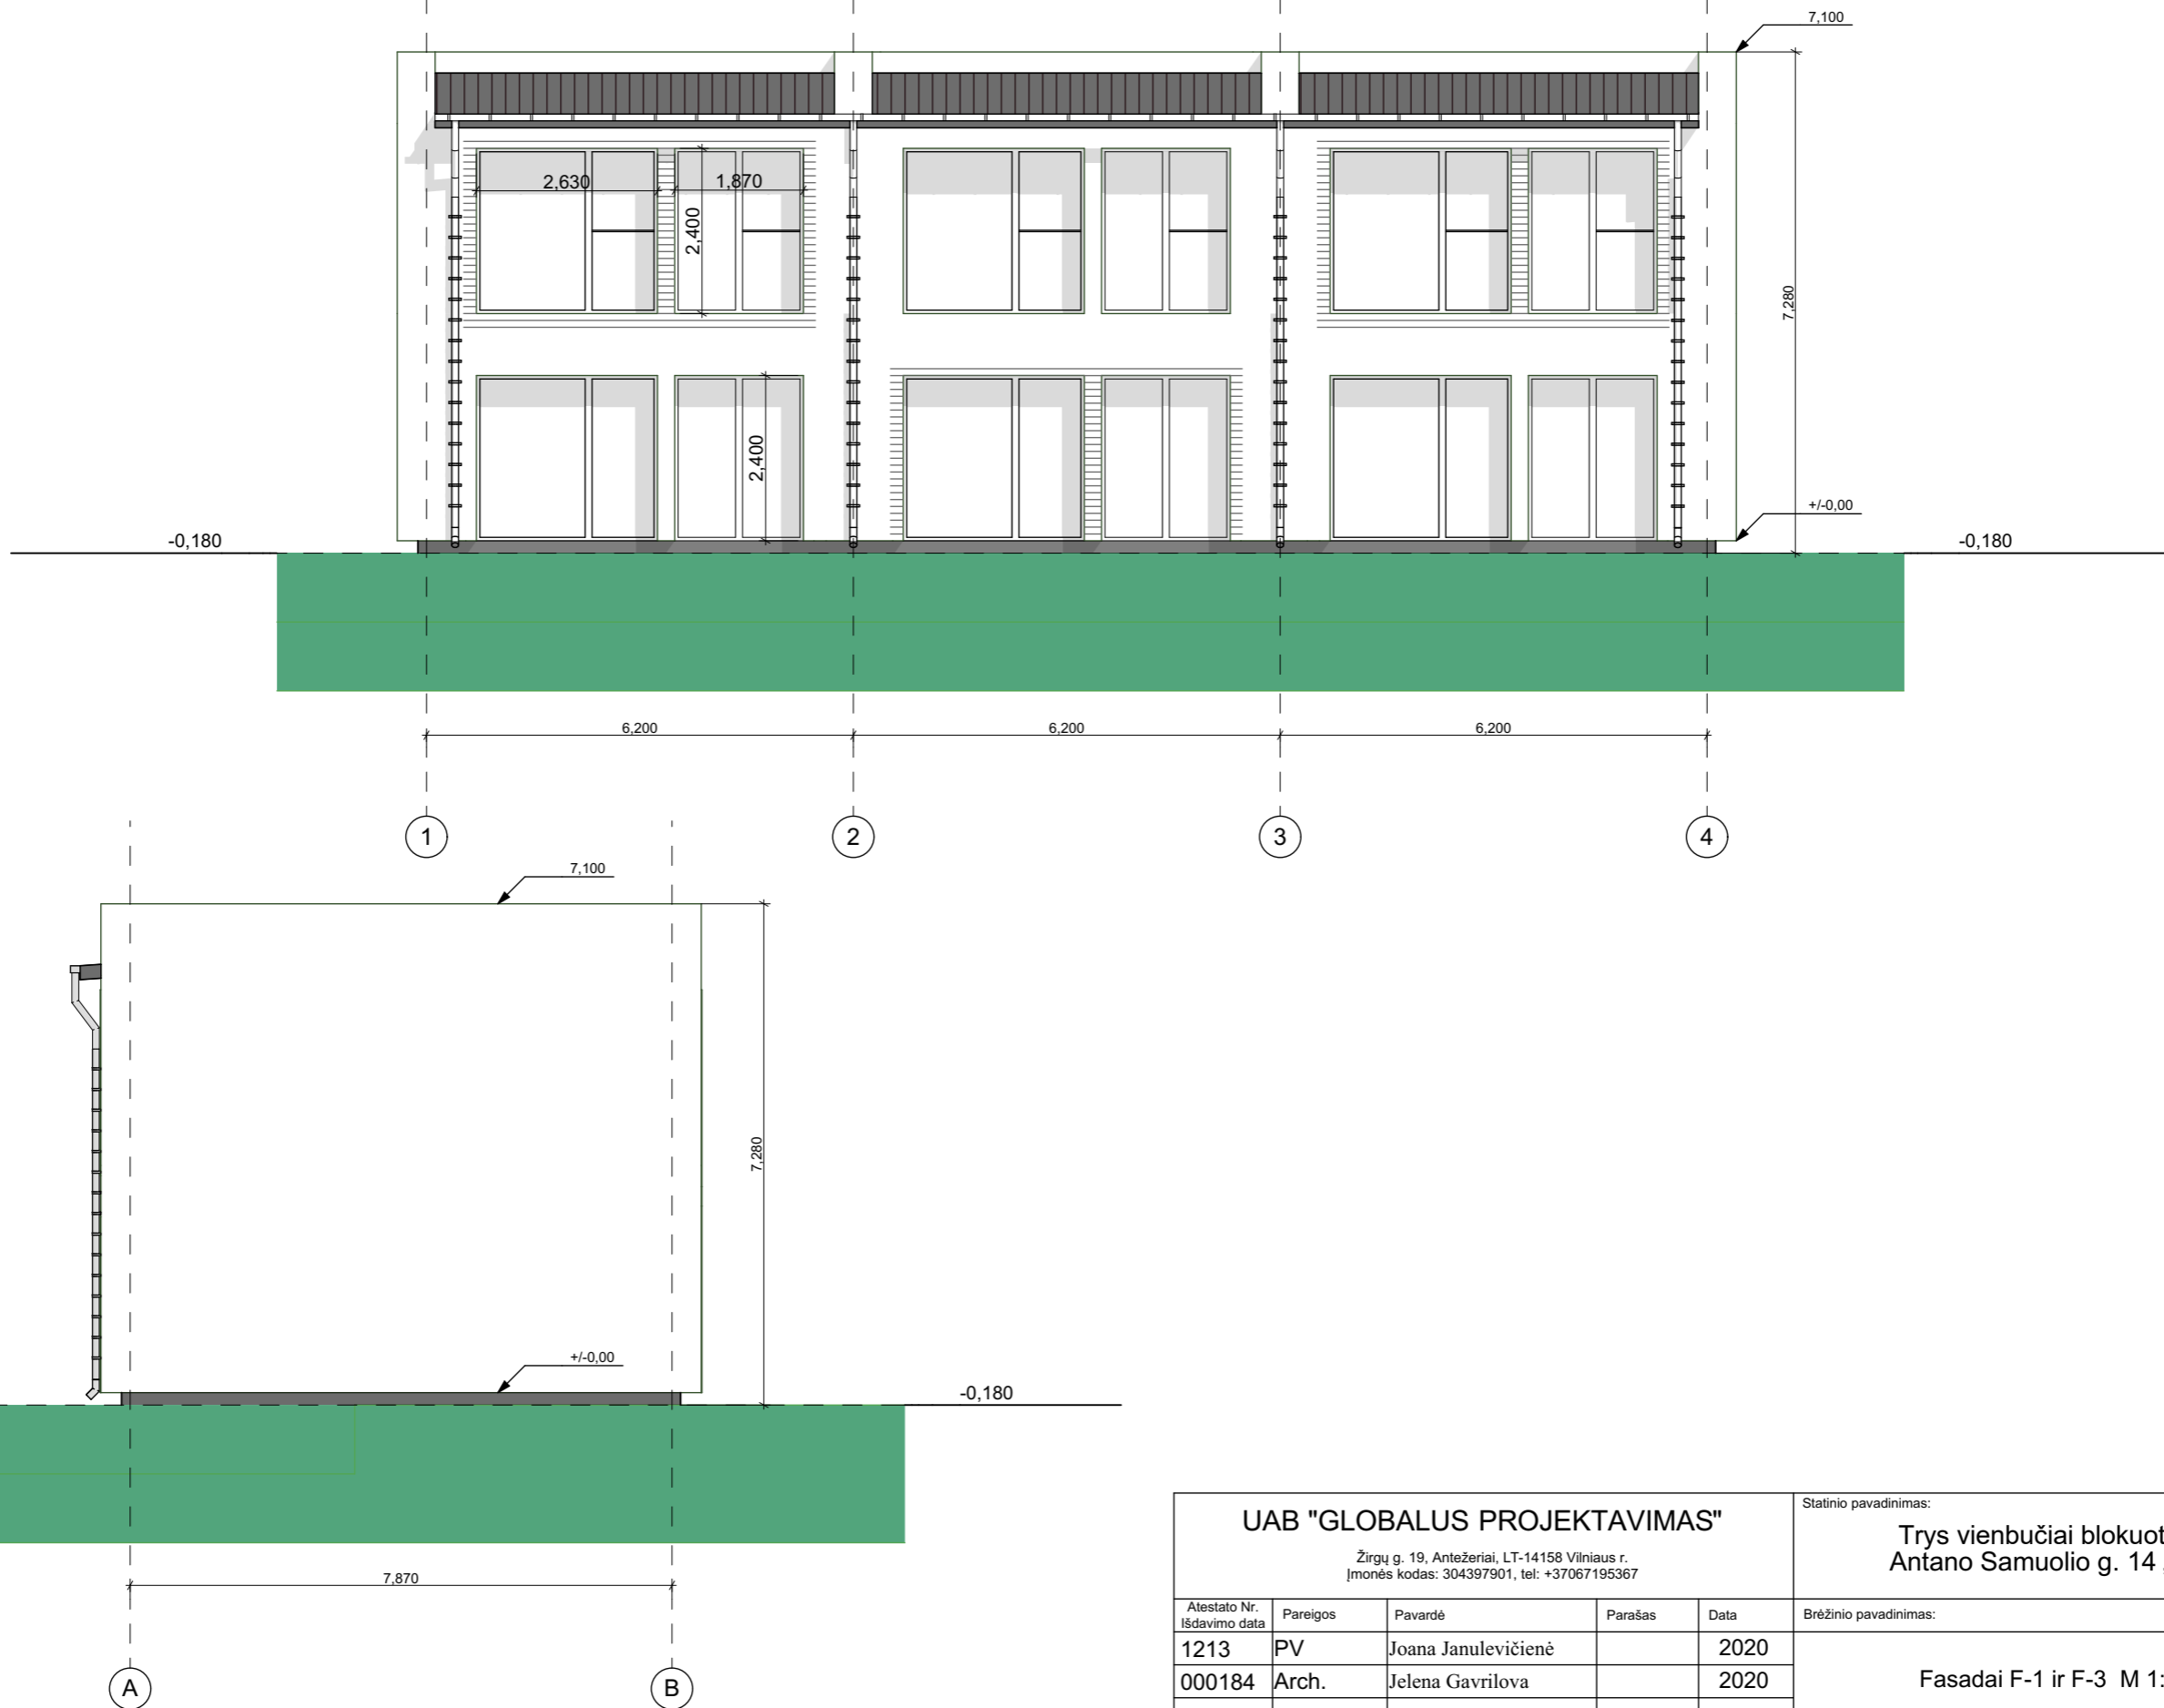 7,100
2,630
1,870
2,400
7,280
2,400
+/-0,00
-0,180
-0,180
6,200
6,200
6,200
1
2
3
4
7,100
7,280
+/-0,00
-0,180
7,870
A
B
UAB "GLOBALUS PROJEKTAVIMAS"
Žirgų g. 19, Antežeriai, LT-14158 Vilniaus r.
Įmonės kodas: 304397901, tel: +37067195367
Statinio pavadinimas:
Trys vienbučiai blokuot
Antano Samuolio g. 14
Atestato Nr.
Išdavimo data
Pareigos
Pavardė
Parašas
Data
Brėžinio pavadinimas:
1213
PV
Joana Janulevičienė
2020
000184
Arch.
Jelena Gavrilova
2020
Fasadai F-1 ir F-3 M 1: